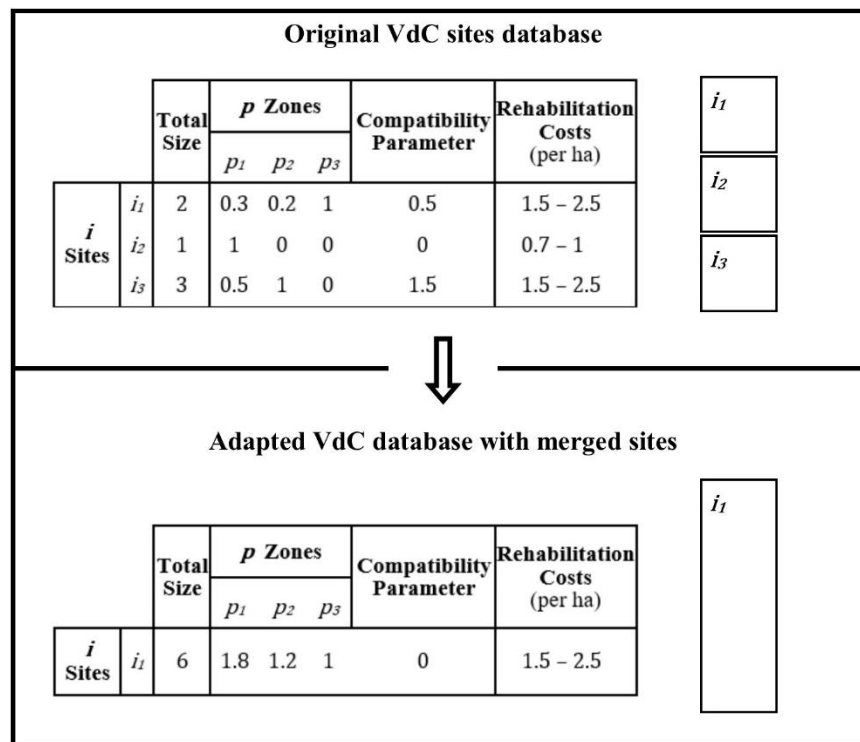 Original VdC sites database
Total Size p Zones Compatibility Parameter Rehabilitation Costs (per ha)
p1 p2 p3
i Sites
i1 2 0.3 0.2 1 0.5 1.5 – 2.5
i2 1 1 0 0 0 0.7 – 1
i3 3 0.5 1 0 1.5 1.5 – 2.5
i1
i2
i3
Adapted VdC database with merged sites
Total Size p Zones Compatibility Parameter Rehabilitation Costs (per ha)
p1 p2 p3
i Sites i1 6 1.8 1.2 1 0 1.5 – 2.5
i1